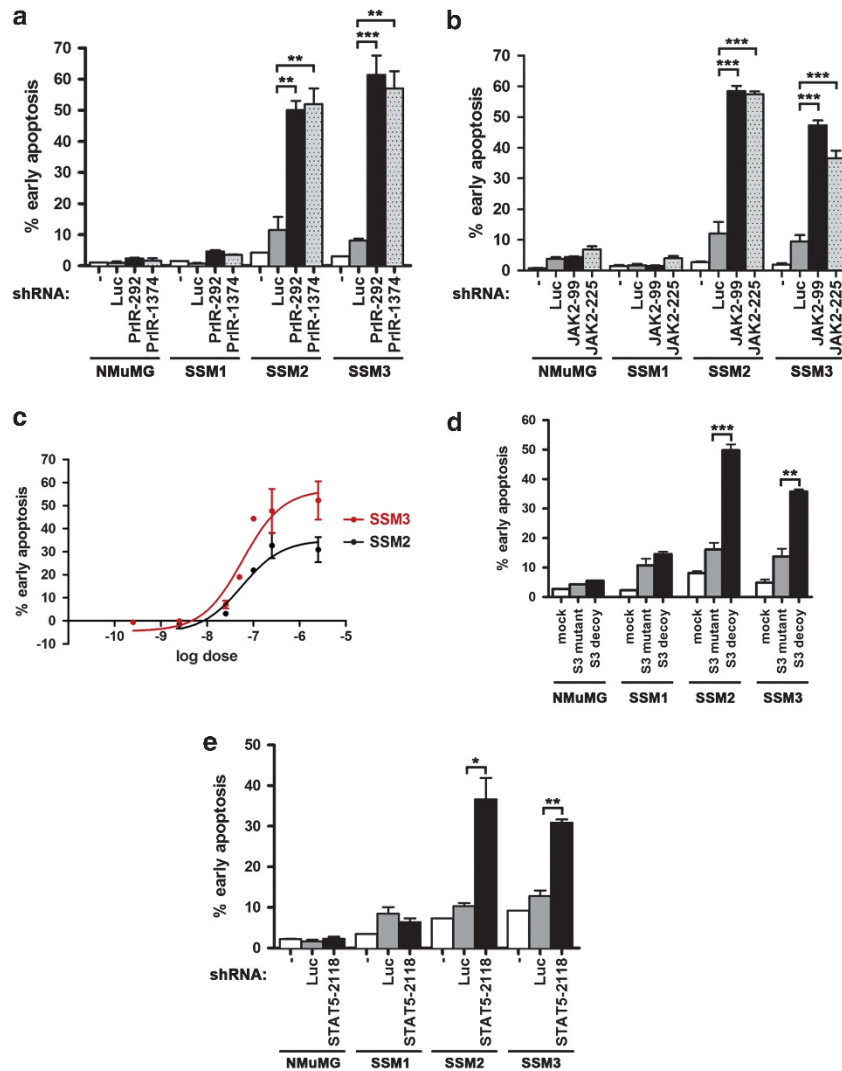 a
% early apoptosis
70
60
50
40
30
20
10
0
** ** *** **
shRNA:
- Luc PrlR-292 PrlR-1374 - Luc PrlR-292 PrlR-1374 - Luc PrlR-292 PrlR-1374 - Luc PrlR-292 PrlR-1374
NMuMG SSM1 SSM2 SSM3
b
% early apoptosis
70
60
50
40
30
20
10
0
*** *** *** ***
shRNA:
- Luc JAK2-99 JAK2-225 - Luc JAK2-99 JAK2-225 - Luc JAK2-99 JAK2-225 - Luc JAK2-99 JAK2-225
NMuMG SSM1 SSM2 SSM3
c
% early apoptosis
70
60
50
40
30
20
10
0
-10
-10 -9 -8 -7 -6 -5
log dose
SSM3
SSM2
d
% early apoptosis
60
50
40
30
20
10
0
*** **
mock S3 mutant S3 decoy mock S3 mutant S3 decoy mock S3 mutant S3 decoy mock S3 mutant S3 decoy
NMuMG SSM1 SSM2 SSM3
e
% early apoptosis
50
40
30
20
10
0
* **
shRNA:
- Luc STAT5-2118 - Luc STAT5-2118 - Luc STAT5-2118 - Luc STAT5-2118
NMuMG SSM1 SSM2 SSM3